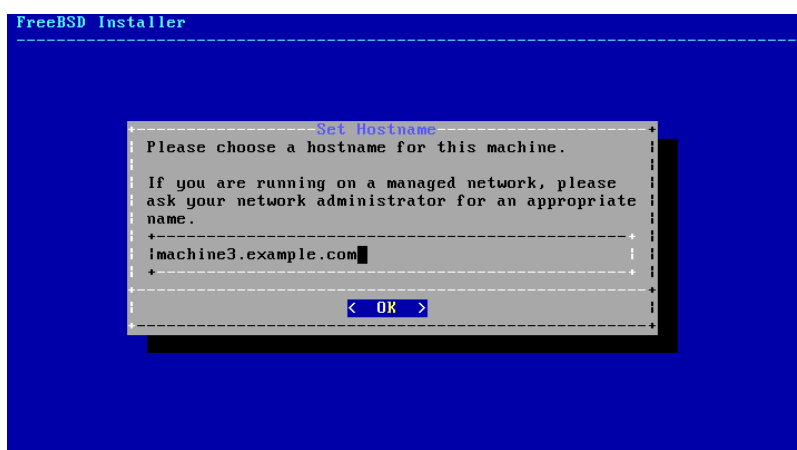 FreeBSD Installer
Set Hostname
Please choose a hostname for this machine.
If you are running on a managed network, please
ask your network administrator for an appropriate
name.
machine3.example.com
< OK >